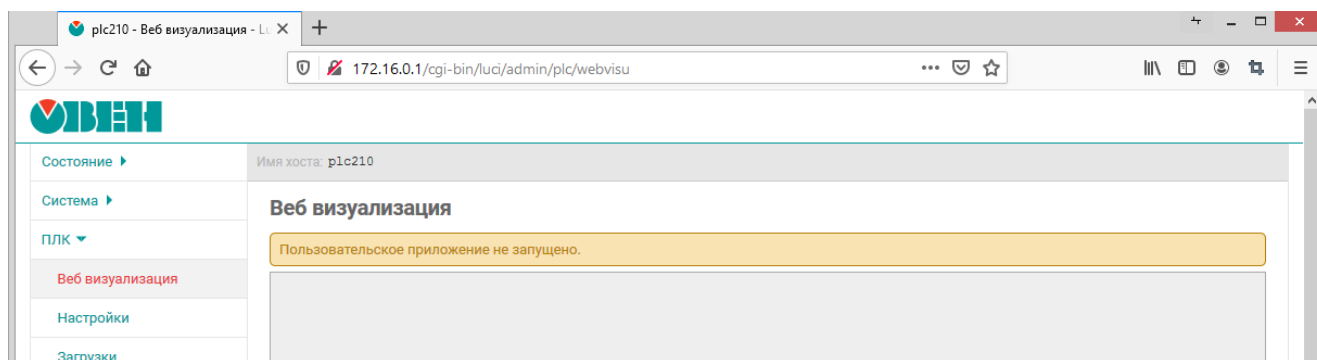 plc210 - Веб визуализация - Lu
172.16.0.1/cgi-bin/luci/admin/plc/webvisu
ОВЕН
Состояние
Имя хоста: plc210
Система
Веб визуализация
ПЛК
Пользовательское приложение не запущено.
Веб визуализация
Настройки
Загрузки